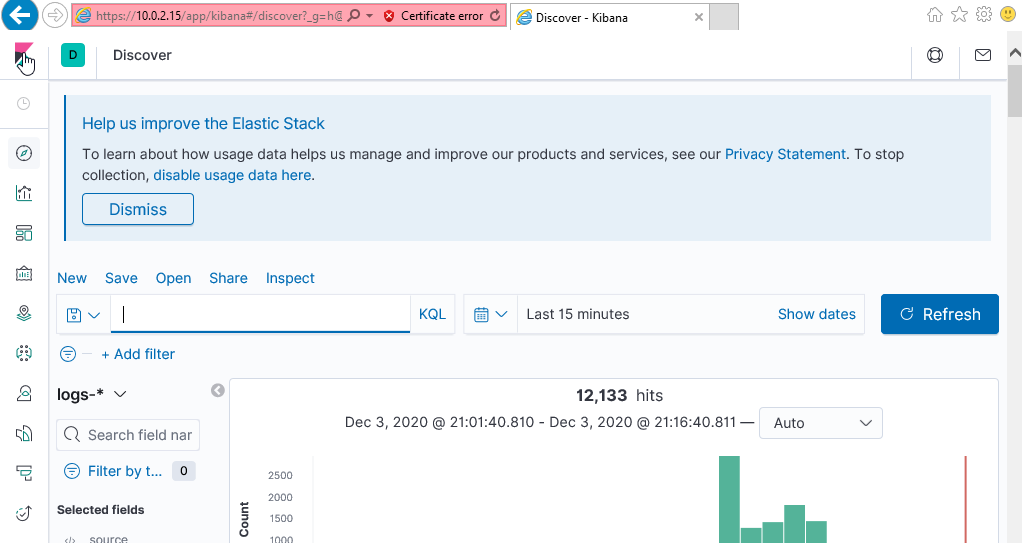 https://10.0.2.15/app/kibana#/discover?_g=h@ Certificate error Discover - Kibana
D Discover
Help us improve the Elastic Stack
To learn about how usage data helps us manage and improve our products and services, see our Privacy Statement. To stop
collection, disable usage data here.
Dismiss
New Save Open Share Inspect
KQL Last 15 minutes Show dates Refresh
+ Add filter
logs-*
12,133 hits
Dec 3, 2020 @ 21:01:40.810 - Dec 3, 2020 @ 21:16:40.811 — Auto
Search field nar
Filter by t... 0
Selected fields
</> source
Count
2500
2000
1500
1000